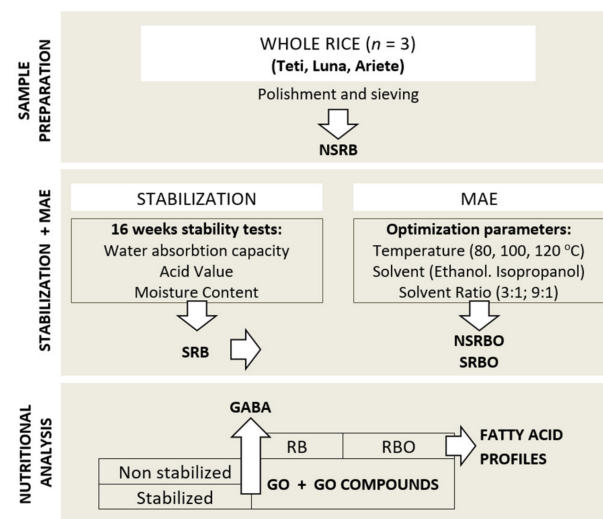 SAMPLE
PREPARATION
WHOLE RICE (n = 3)
(Teti, Luna, Ariete)
Polishment and sieving
NSRB
STABILIZATION + MAE
STABILIZATION
16 weeks stability tests:
Water absorbtion capacity
Acid Value
Moisture Content
SRB
MAE
Optimization parameters:
Temperature (80, 100, 120 °C)
Solvent (Ethanol. Isopropanol)
Solvent Ratio (3:1; 9:1)
NSRBO
SRBO
NUTRITIONAL
ANALYSIS
GABA
RB
RBO
Non stabilized
Stabilized
GO + GO COMPOUNDS
FATTY ACID
PROFILES